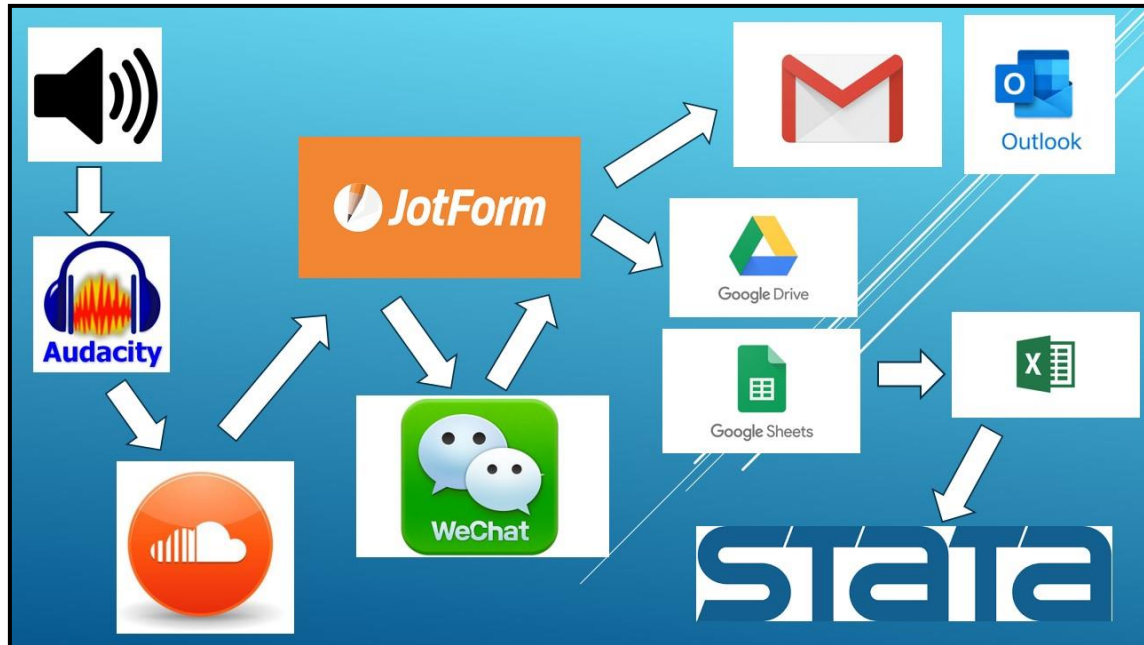 Outlook
JotForm
Google Drive
Audacity
Google Sheets
X
WeChat
STATA